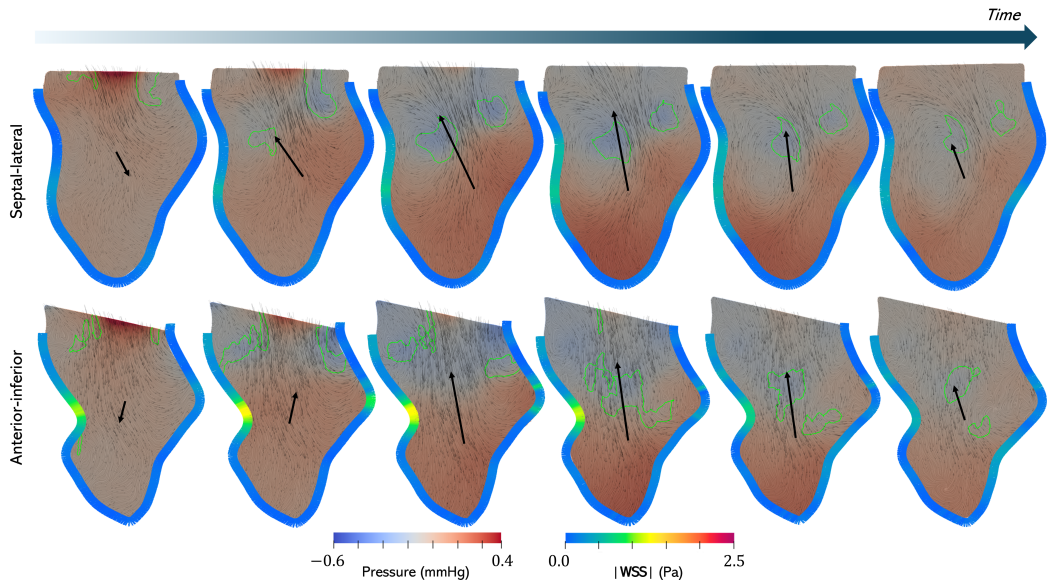 Time
Septal-lateral
Anterior-inferior
−0.6 0.4
Pressure (mmHg)
0.0 2.5
|WSS| (Pa)